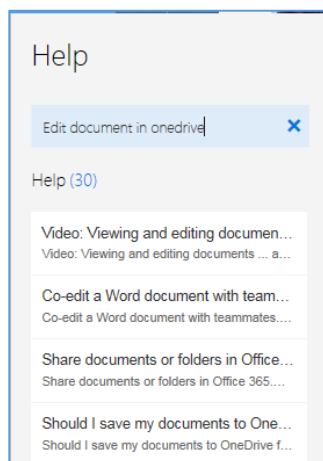 Help
Edit document in onedrive
Help (30)
Video: Viewing and editing documen...
Video: Viewing and editing documents ... a...
Co-edit a Word document with team...
Co-edit a Word document with teammates....
Share documents or folders in Office...
Share documents or folders in Office 365....
Should I save my documents to One...
Should I save my documents to OneDrive f...